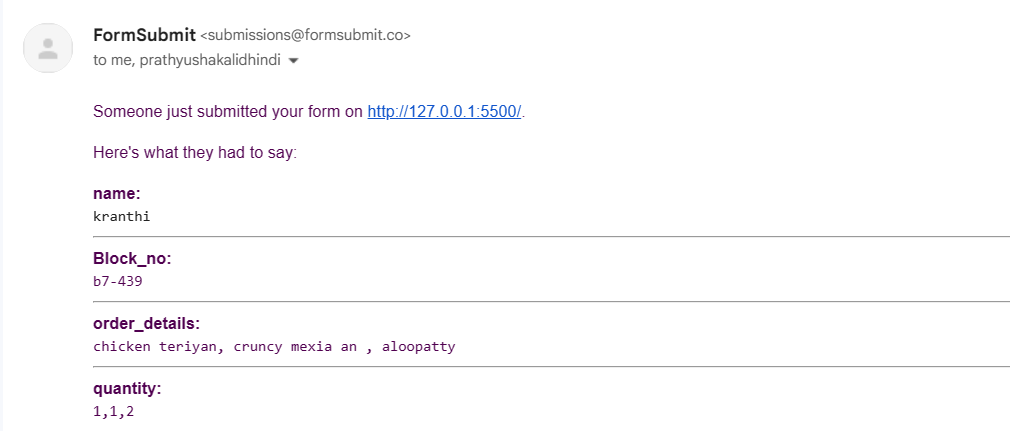 FormSubmit <submissions@formsubmit.co>
to me, prathyushakalidhindi
Someone just submitted your form on http://127.0.0.1:5500/.
Here's what they had to say:
name:
kranthi
Block_no:
b7-439
order_details:
chicken teriyan, cruncy mexia an , aloopatty
quantity:
1,1,2